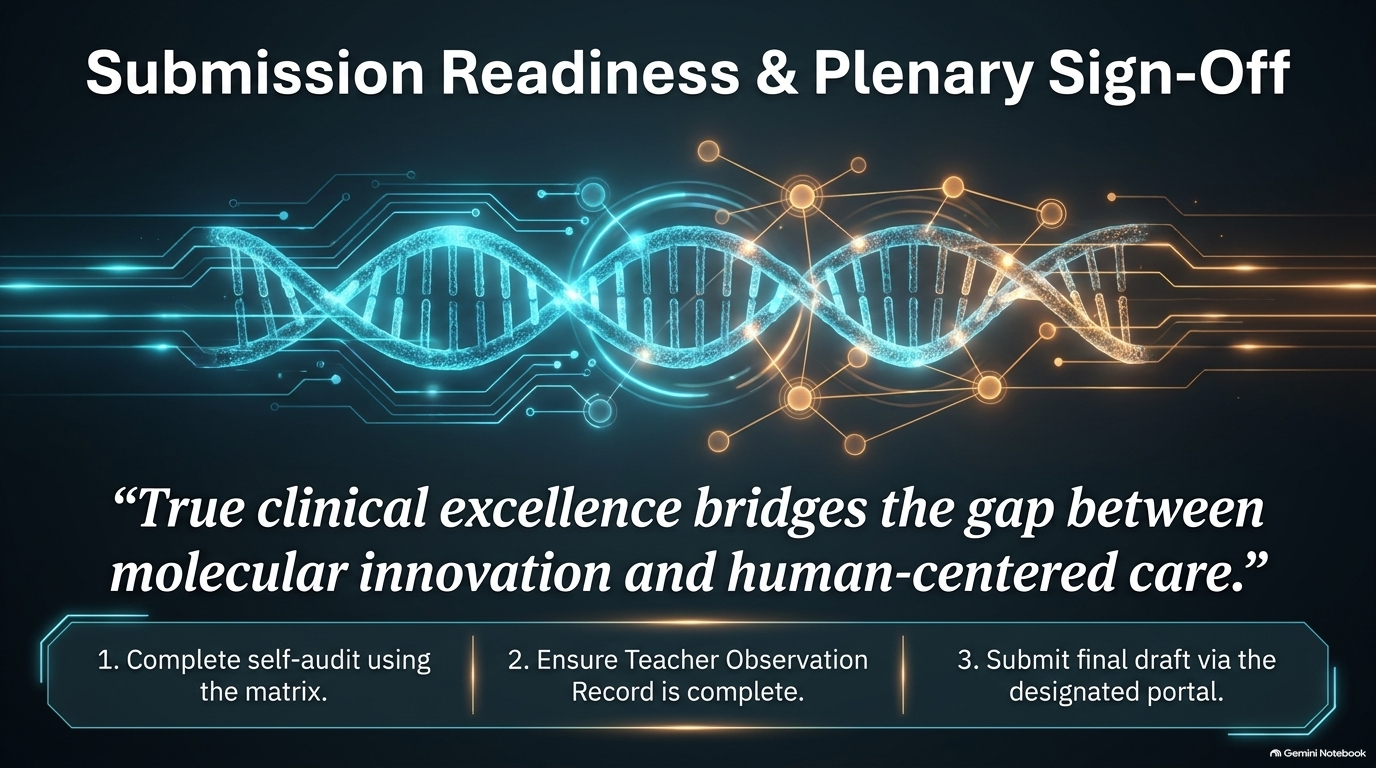 Submission Readiness & Plenary Sign-Off
“True clinical excellence bridges the gap between
molecular innovation and human-centered care.”
1. Complete self-audit using
the matrix.
2. Ensure Teacher Observation
Record is complete.
3. Submit final draft via the
designated portal.
Gemini Notebook